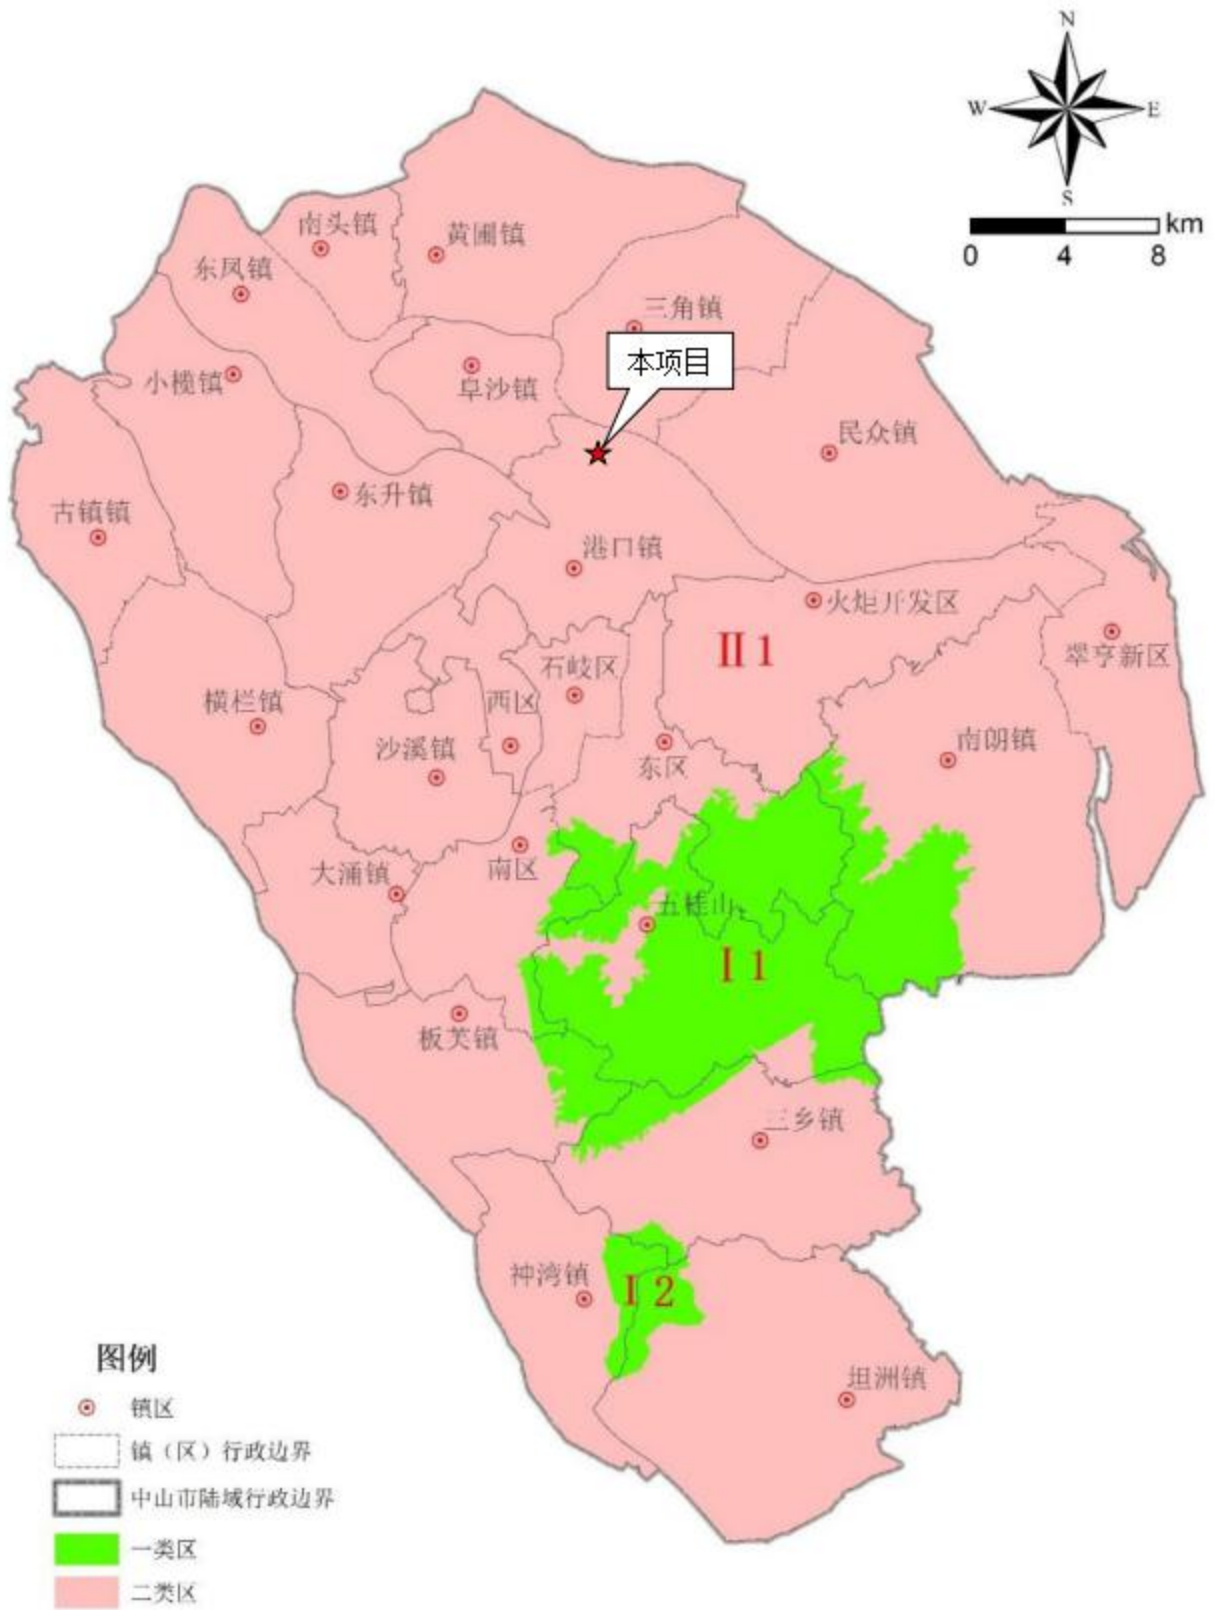 N
W
E
S
km
0 4 8
南头镇
黄圃镇
东凤镇
三角镇
本项目
小榄镇
阜沙镇
民众镇
东升镇
古镇镇
港口镇
火炬开发区
II 1
翠亨新区
石岐区
横栏镇
西区
沙溪镇
东区
南朗镇
大涌镇
南区
五桂山
I 1
板芙镇
三乡镇
神湾镇
I 2
坦洲镇
图例
镇区
镇（区）行政边界
中山市陆域行政边界
一类区
二类区